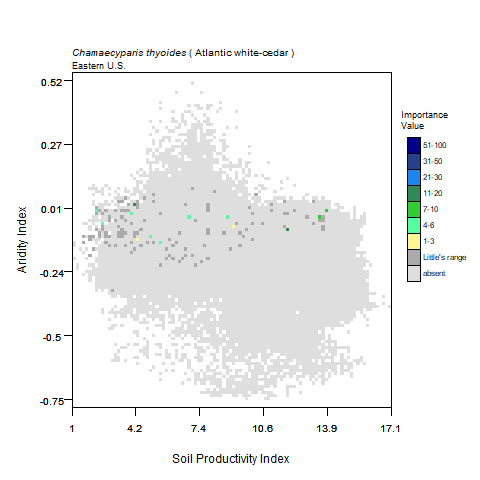 Chamaecyparis thyoides ( Atlantic white-cedar )
Eastern U.S.
0.52
0.27
0.01
-0.24
-0.5
-0.75
Aridity Index
1 4.2 7.4 10.6 13.9 17.1
Soil Productivity Index
Importance
Value
51-100
31-50
21-30
11-20
7-10
4-6
1-3
Little's range
absent